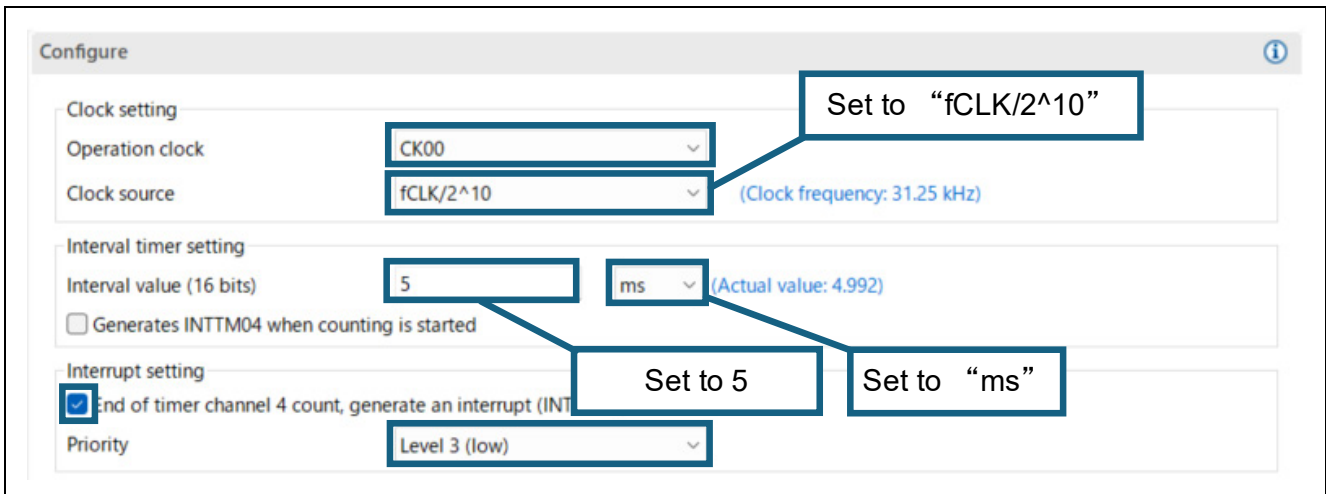 Configure
Set to “fCLK/2^10”
Clock setting
Operation clock CK00
Clock source fCLK/2^10 (Clock frequency: 31.25 kHz)
Interval timer setting
Interval value (16 bits) 5 ms (Actual value: 4.992)
Generates INTTM04 when counting is started
Set to 5
Set to “ms”
Interrupt setting
End of timer channel 4 count, generate an interrupt (INT
Priority Level 3 (low)